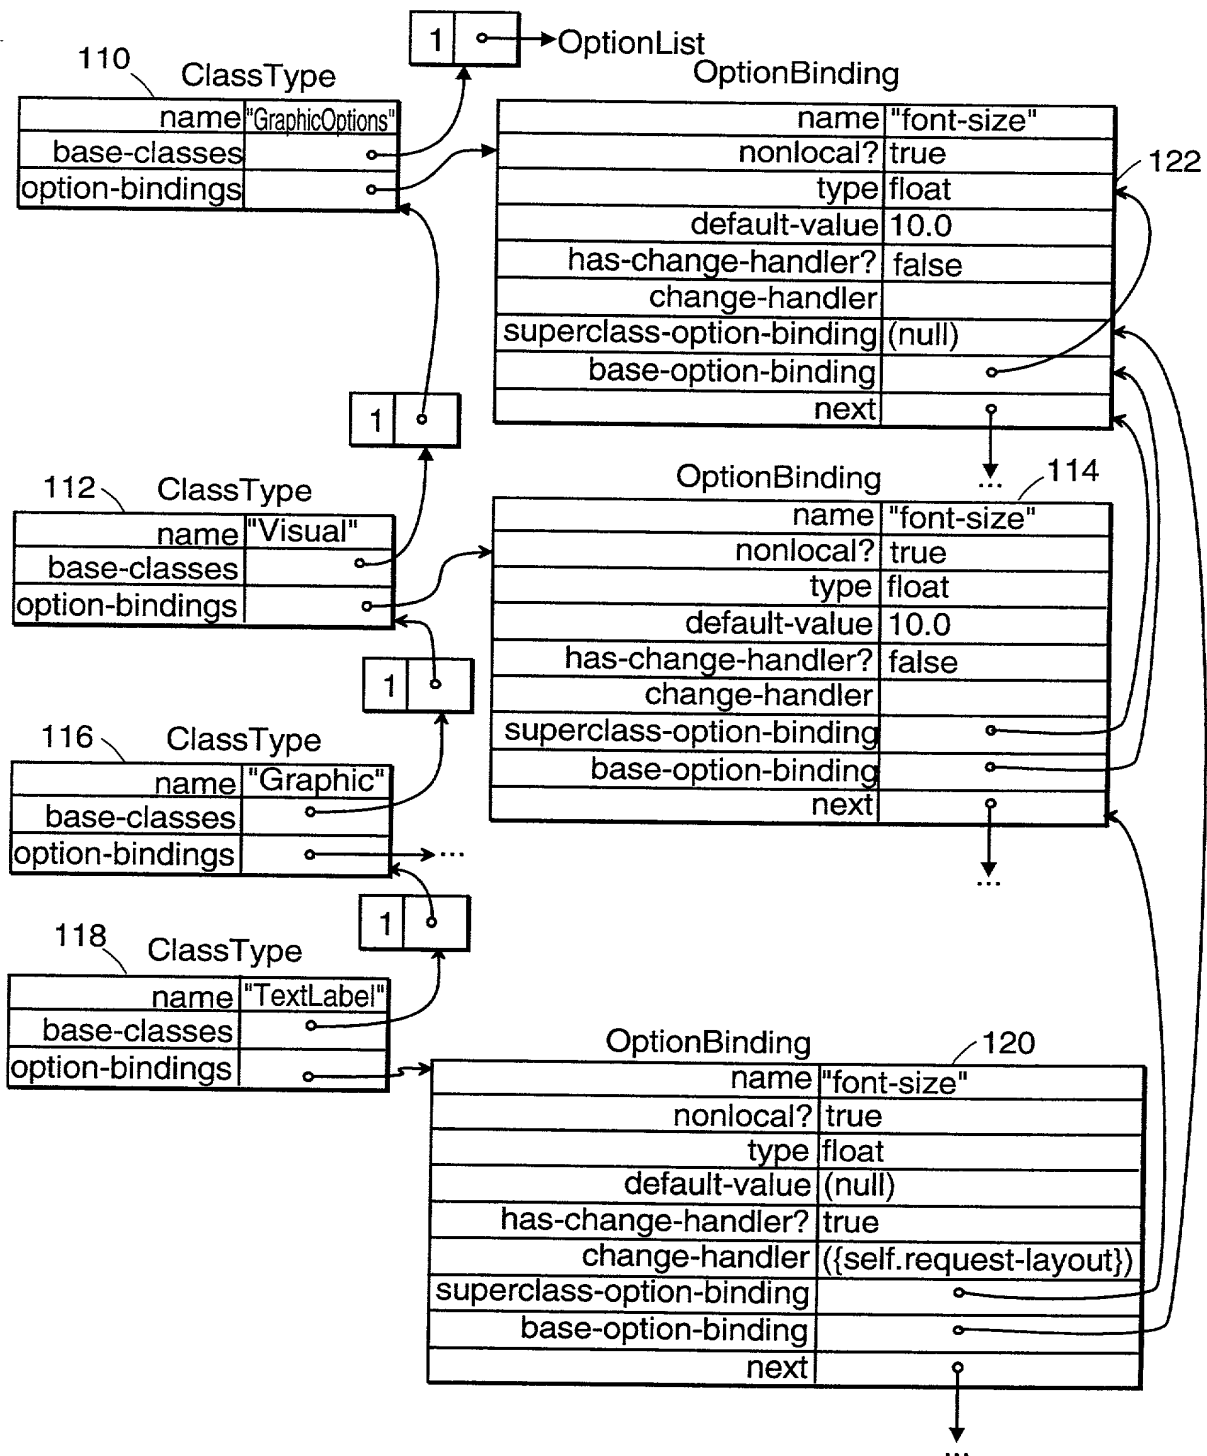 1 OptionList
110 ClassType
name "GraphicOptions"
base-classes
option-bindings
OptionBinding
name "font-size"
nonlocal? true
122
type float
default-value 10.0
has-change-handler? false
change-handler
superclass-option-binding (null)
base-option-binding
next
...
1
112 ClassType
name "Visual"
base-classes
option-bindings
OptionBinding 114
name "font-size"
nonlocal? true
type float
default-value 10.0
has-change-handler? false
change-handler
superclass-option-binding
base-option-binding
next
...
1
116 ClassType
name "Graphic"
base-classes
option-bindings ...
1
118 ClassType
name "TextLabel"
base-classes
option-bindings
OptionBinding 120
name "font-size"
nonlocal? true
type float
default-value (null)
has-change-handler? true
change-handler ({self.request-layout})
superclass-option-binding
base-option-binding
next
...